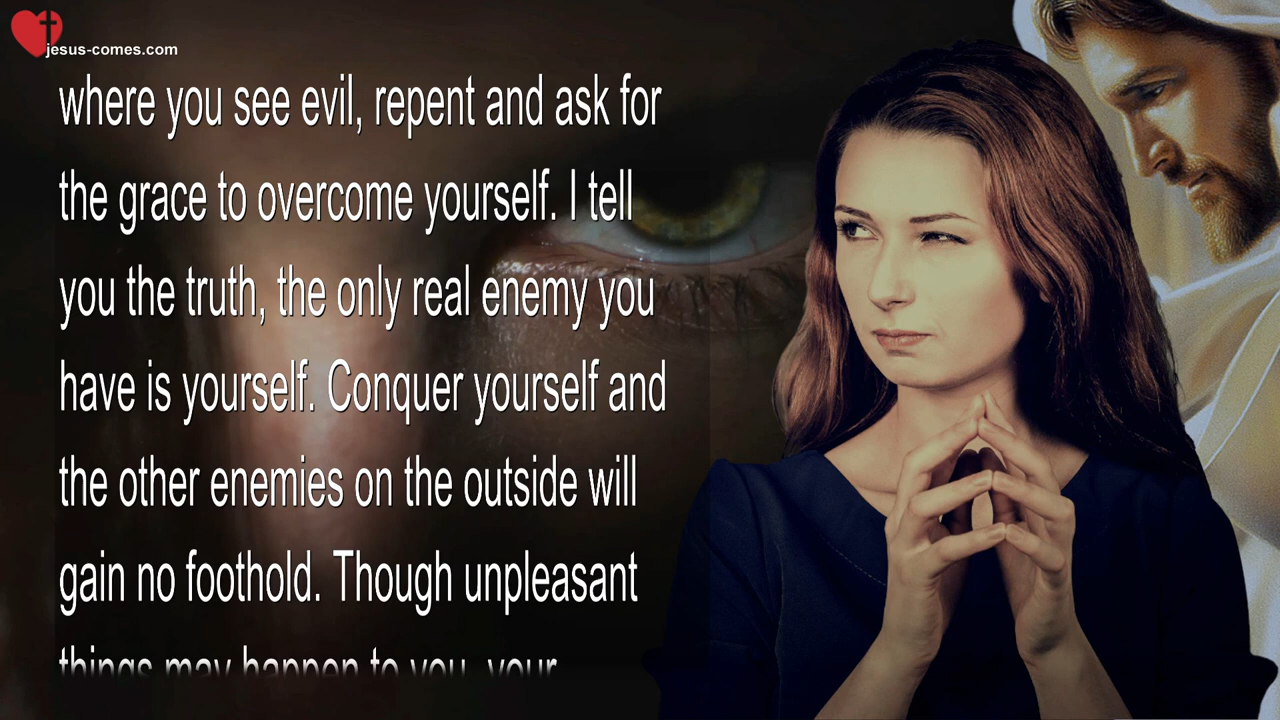 jesus-comes.com
where you see evil, repent and ask for
the grace to overcome yourself. I tell
you the truth, the only real enemy you
have is yourself. Conquer yourself and
the other enemies on the outside will
gain no foothold. Though unpleasant
things may happen to you, your